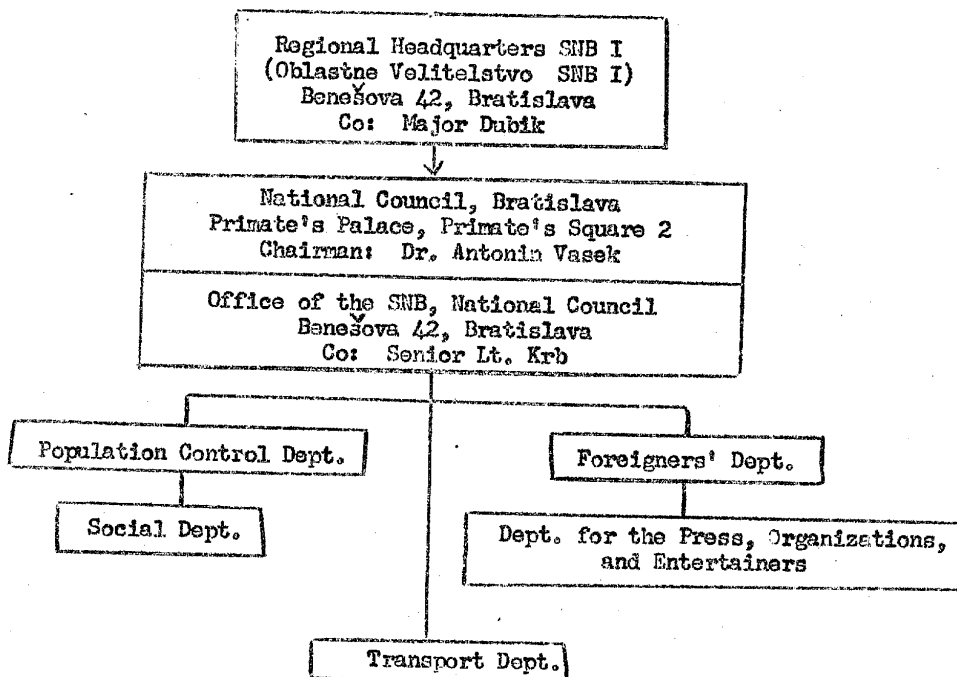 Regional Headquarters SNB I
(Oblastne Velitelstvo SNB I)
Benešova 42, Bratislava
Co: Major Dubik
National Council, Bratislava
Primate's Palace, Primate's Square 2
Chairman: Dr. Antonin Vasek
Office of the SNB, National Council
Benešova 42, Bratislava
Co: Senior Lt. Krb
Population Control Dept.
Foreigners' Dept.
Social Dept.
Dept. for the Press, Organizations,
and Entertainers
Transport Dept.